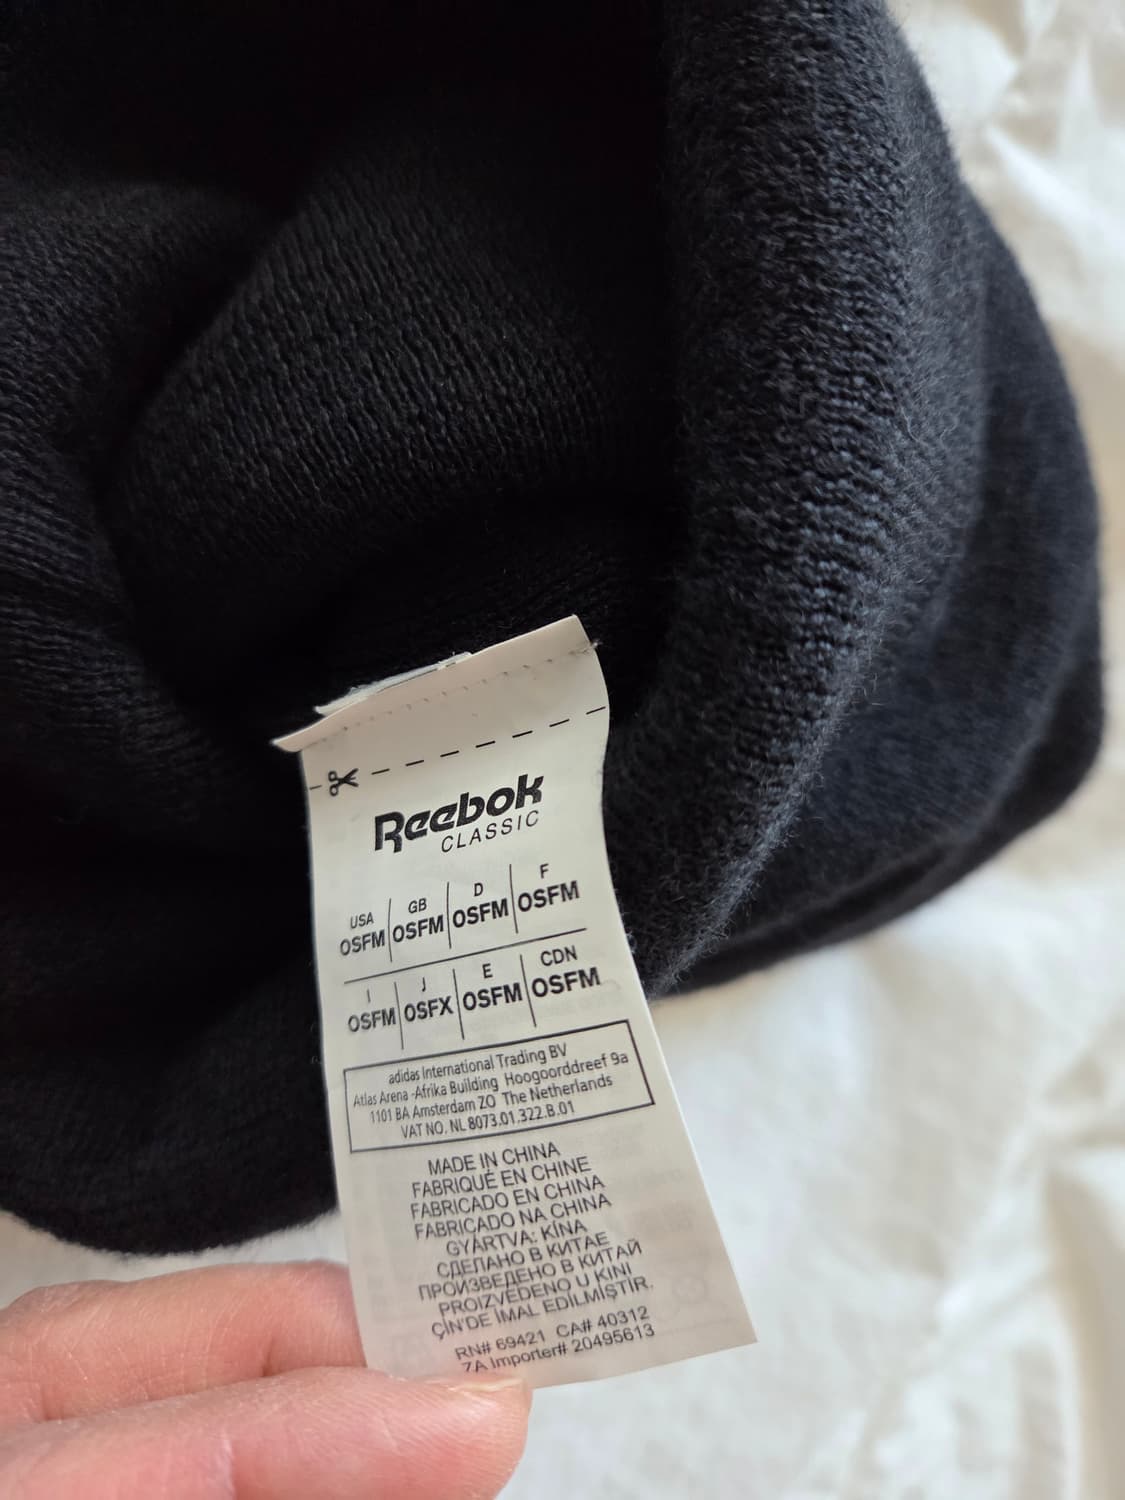 Reebok
CLASSIC
USA GB D F
OSFM OSFM OSFM OSFM
I J E CDN
OSFM OSFX OSFM OSFM
adidas International Trading BV
Atlas Arena -Afrika Building Hoogoorddreef 9a
1101 BA Amsterdam ZO The Netherlands
VAT NO. NL 8073.01.322.B.01
MADE IN CHINA
FABRIQUÉ EN CHINE
FABRICADO EN CHINA
FABRICADO NA CHINA
GYÁRTVA: KÍNA
СДЕЛАНО В КИТАЕ
ПРОИЗВЕДЕНО В КИТАЙ
PROIZVEDENO U KINI
ÇİN'DE İMAL EDİLMİŞTİR.
RN# 69421 CA# 40312
ZA Importer# 20495613